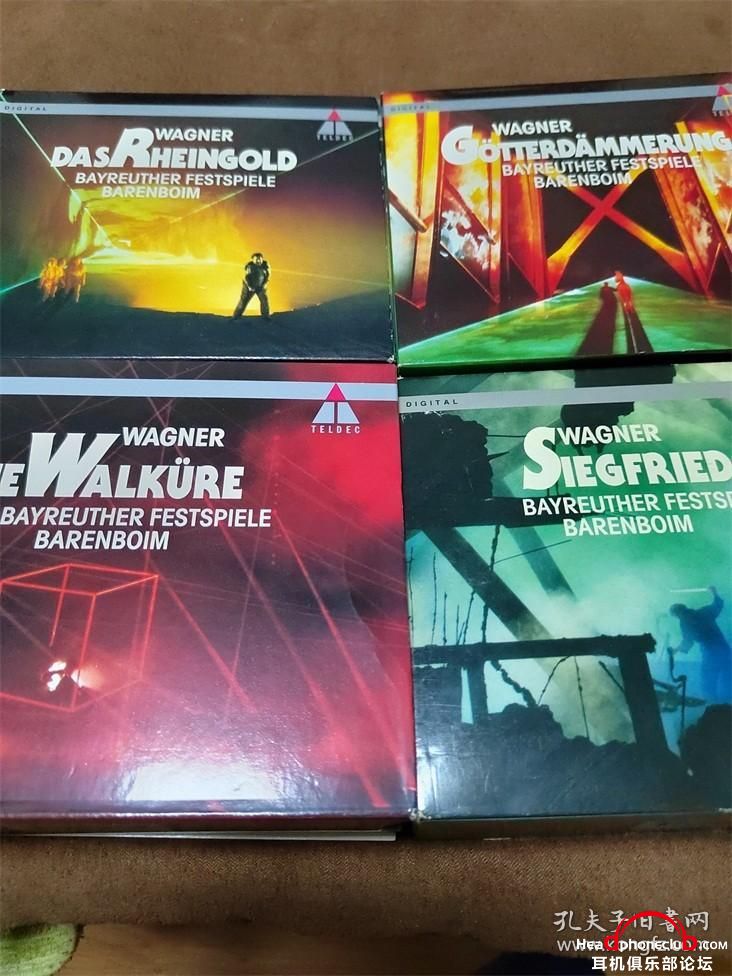 DIGITAL
TELDEC
WAGNER
DAS RHEINGOLD
BAYREUTHER FESTSPIELE
BARENBOIM
DIGITAL
WAGNER
GÖTTERDÄMMERUNG
BAYREUTHER FESTSPIELE
BARENBOIM
TELDEC
WAGNER
E WALKÜRE
BAYREUTHER FESTSPIELE
BARENBOIM
DIGITAL
WAGNER
SIEGFRIED
BAYREUTHER FESTSPI
BARENBOIM
孔夫子旧书网
耳机俱乐部论坛